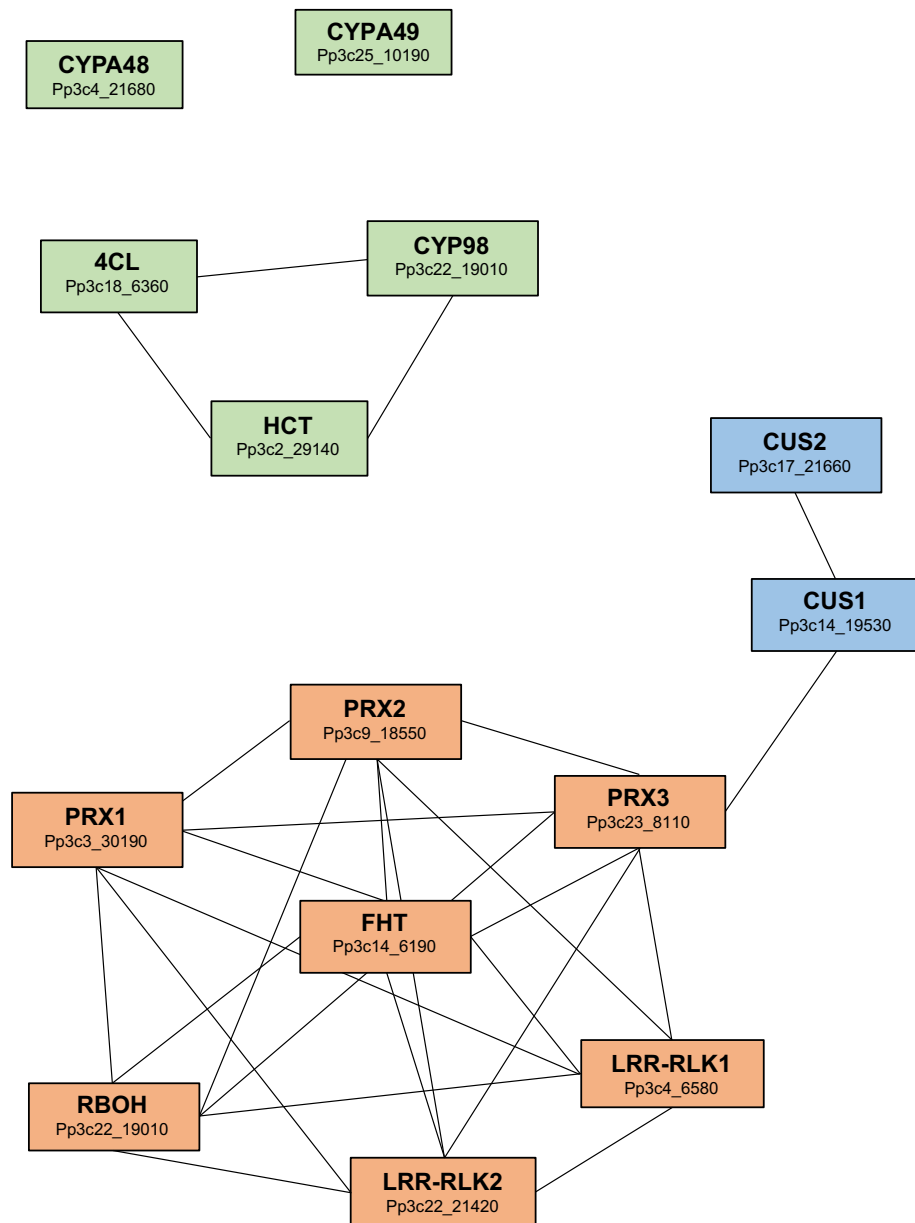 CYPA48
Pp3c4_21680
CYPA49
Pp3c25_10190
4CL
Pp3c18_6360
CYP98
Pp3c22_19010
HCT
Pp3c2_29140
CUS2
Pp3c17_21660
CUS1
Pp3c14_19530
PRX2
Pp3c9_18550
PRX1
Pp3c3_30190
PRX3
Pp3c23_8110
FHT
Pp3c14_6190
LRR-RLK1
Pp3c4_6580
RBOH
Pp3c22_19010
LRR-RLK2
Pp3c22_21420